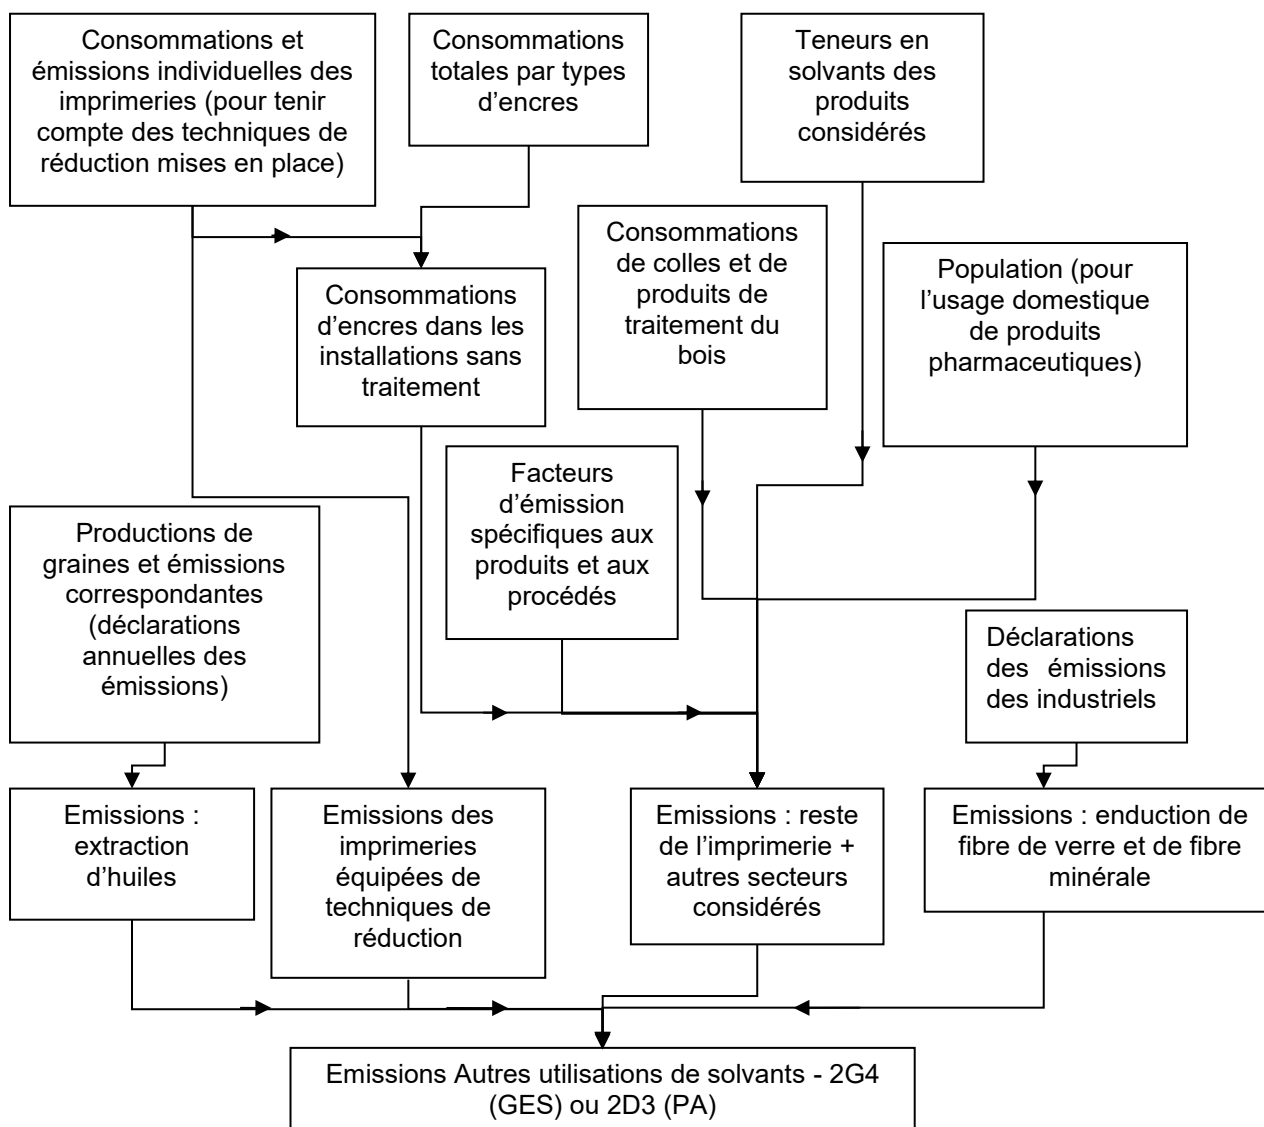 Consommations et
émissions individuelles des
imprimeries (pour tenir
compte des techniques de
réduction mises en place)
Consommations
totales par types
d’encres
Teneurs en
solvants des
produits
considérés
Consommations
d’encres dans les
installations sans
traitement
Consommations
de colles et de
produits de
traitement du
bois
Population (pour
l’usage domestique
de produits
pharmaceutiques)
Facteurs
d’émission
spécifiques aux
produits et aux
procédés
Productions de
graines et émissions
correspondantes
(déclarations
annuelles des
émissions)
Déclarations
des émissions
des industriels
Emissions :
extraction
d’huiles
Emissions des
imprimeries
équipées de
techniques de
réduction
Emissions : reste
de l’imprimerie +
autres secteurs
considérés
Emissions : enduction de
fibre de verre et de fibre
minérale
Emissions Autres utilisations de solvants - 2G4
(GES) ou 2D3 (PA)